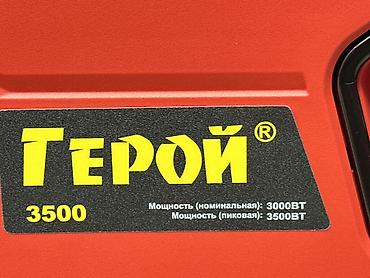 ГЕРОЙ®
3500
Мощность (номинальная): 3000ВТ
Мощность (пиковая): 3500ВТ